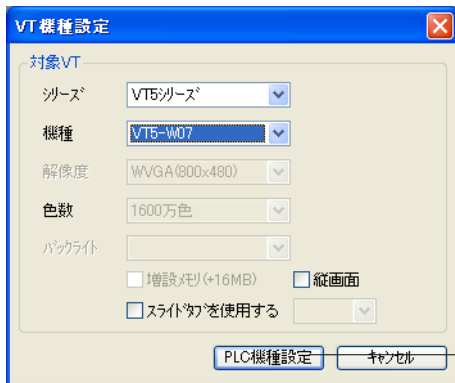 VT機種設定
対象VT
シリーズ VT5シリーズ
機種 VT5-W07
解像度 WVGA(800x480)
色数 1600万色
バックライト
増設メモリ(+16MB) 縦画面
スライドタブを使用する
PLC機種設定 キャンセル